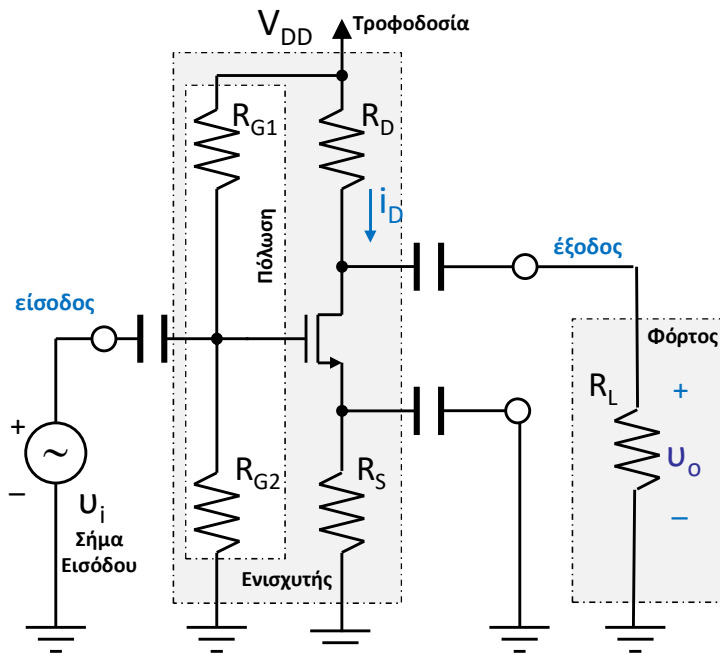 V_DD
Τροφοδοσία
R_G1
R_D
i_D
Πόλωση
είσοδος
έξοδος
Φόρτος
R_L
+
υ_o
−
+
~
−
υ_i
Σήμα
Εισόδου
R_G2
R_S
Ενισχυτής